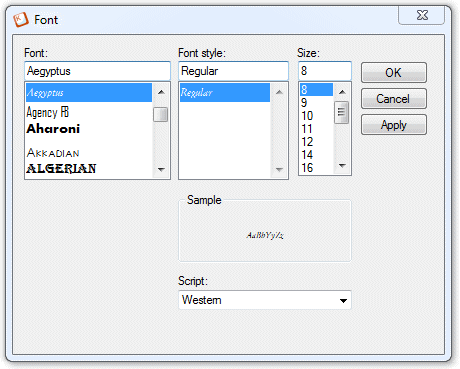 Font
Font: Font style: Size:
Aegyptus Regular 8 OK
Aegyptus Regular 8
Agency FB 9 Cancel
Aharoni 10
11 Apply
Akkadian 12
ALGERIAN 14
16
Sample
AaBbYyZz
Script:
Western